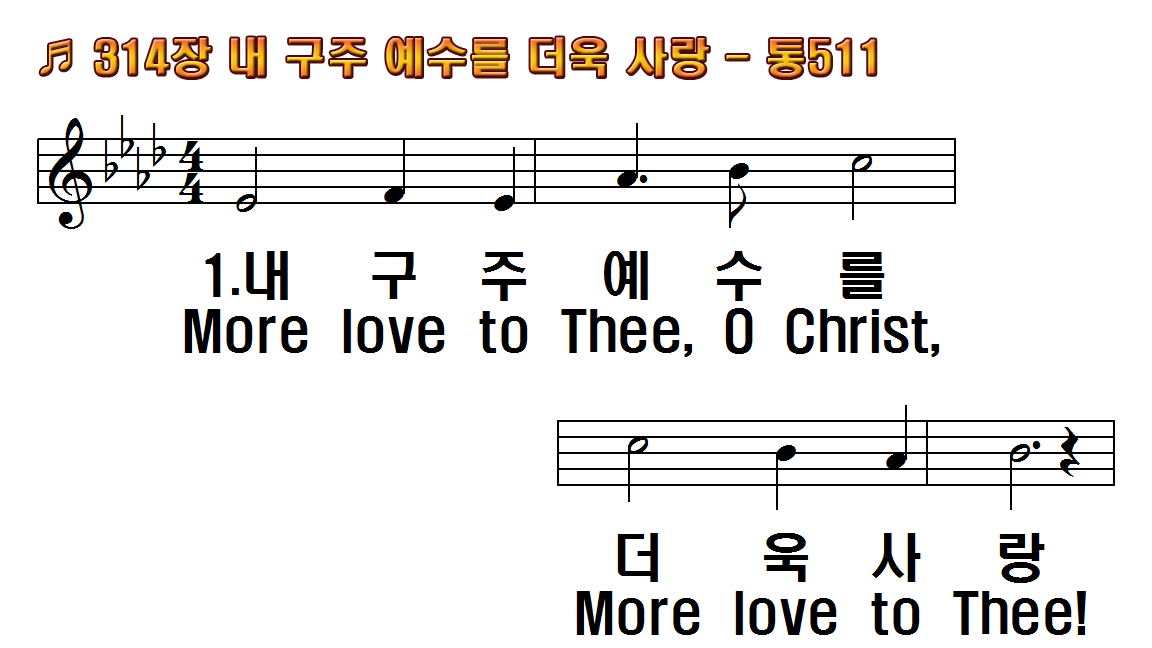 ♬ 314장 내 구주 예수를 더욱 사랑 - 통511
4
4
1.내 구 주 예 수 를
More love to Thee, O Christ,
더 욱 사 랑
More love to Thee!